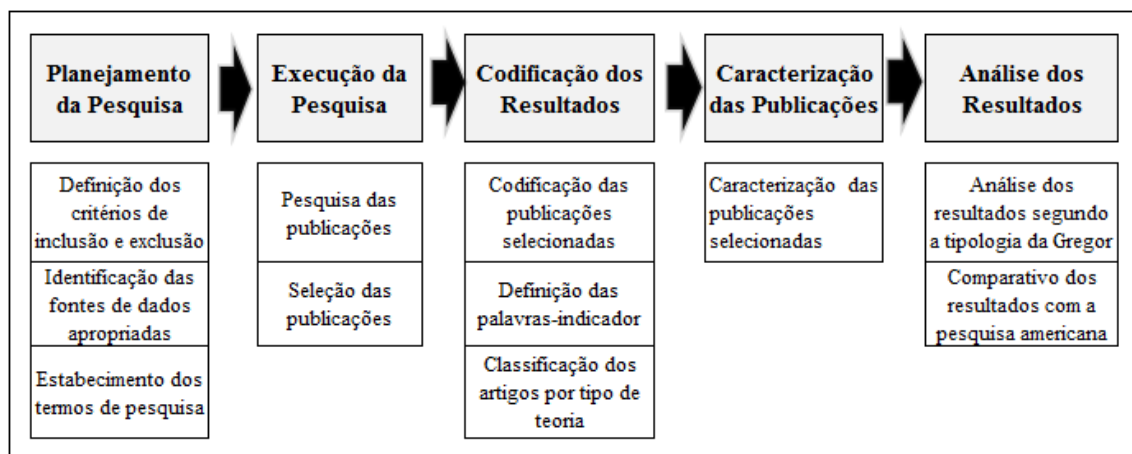 Planejamento
da Pesquisa
Execução da
Pesquisa
Codificação dos
Resultados
Caracterização
das Publicações
Análise dos
Resultados
Definição dos
critérios de
inclusão e exclusão
Identificação das
fontes de dados
apropriadas
Estabecimento dos
termos de pesquisa
Pesquisa das
publicações
Seleção das
publicações
Codificação das
publicações
selecionadas
Definição das
palavras-indicador
Classificação dos
artigos por tipo de
teoria
Caracterização das
publicações
selecionadas
Análise dos
resultados segundo
a tipologia da Gregor
Comparativo dos
resultados com a
pesquisa americana